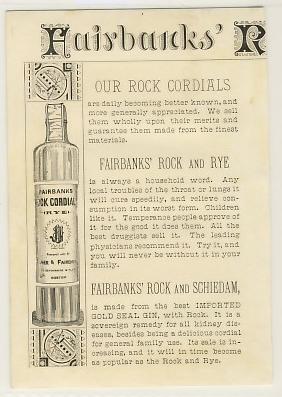 Fairbanks' R
OUR ROCK CORDIALS
are daily becoming better known, and
more generally appreciated. We sell
them wholly upon their merits and
guarantee them made from the finest
materials.
FAIRBANKS' ROCK AND RYE
is always a household word. Any
local troubles of the throat or lungs it
will cure speedily, and relieve con-
sumption in its worst form. Children
like it. Temperance people approve of
it for the good it does them. All the
best druggists sell it. The leading
physicians recommend it. Try it, and
you will never be without it in your
family.
FAIRBANKS' ROCK AND SCHIEDAM,
is made from the best IMPORTED
GOLD SEAL GIN, with Rock. It is a
sovereign remedy for all kidney dis-
eases, besides being a delicious cordial
for general family use. Its sale is in-
creasing, and it will in time become
as popular as the Rock and Rye.
FAIRBANKS
OCK CORDIAL
RYE
BOSTON